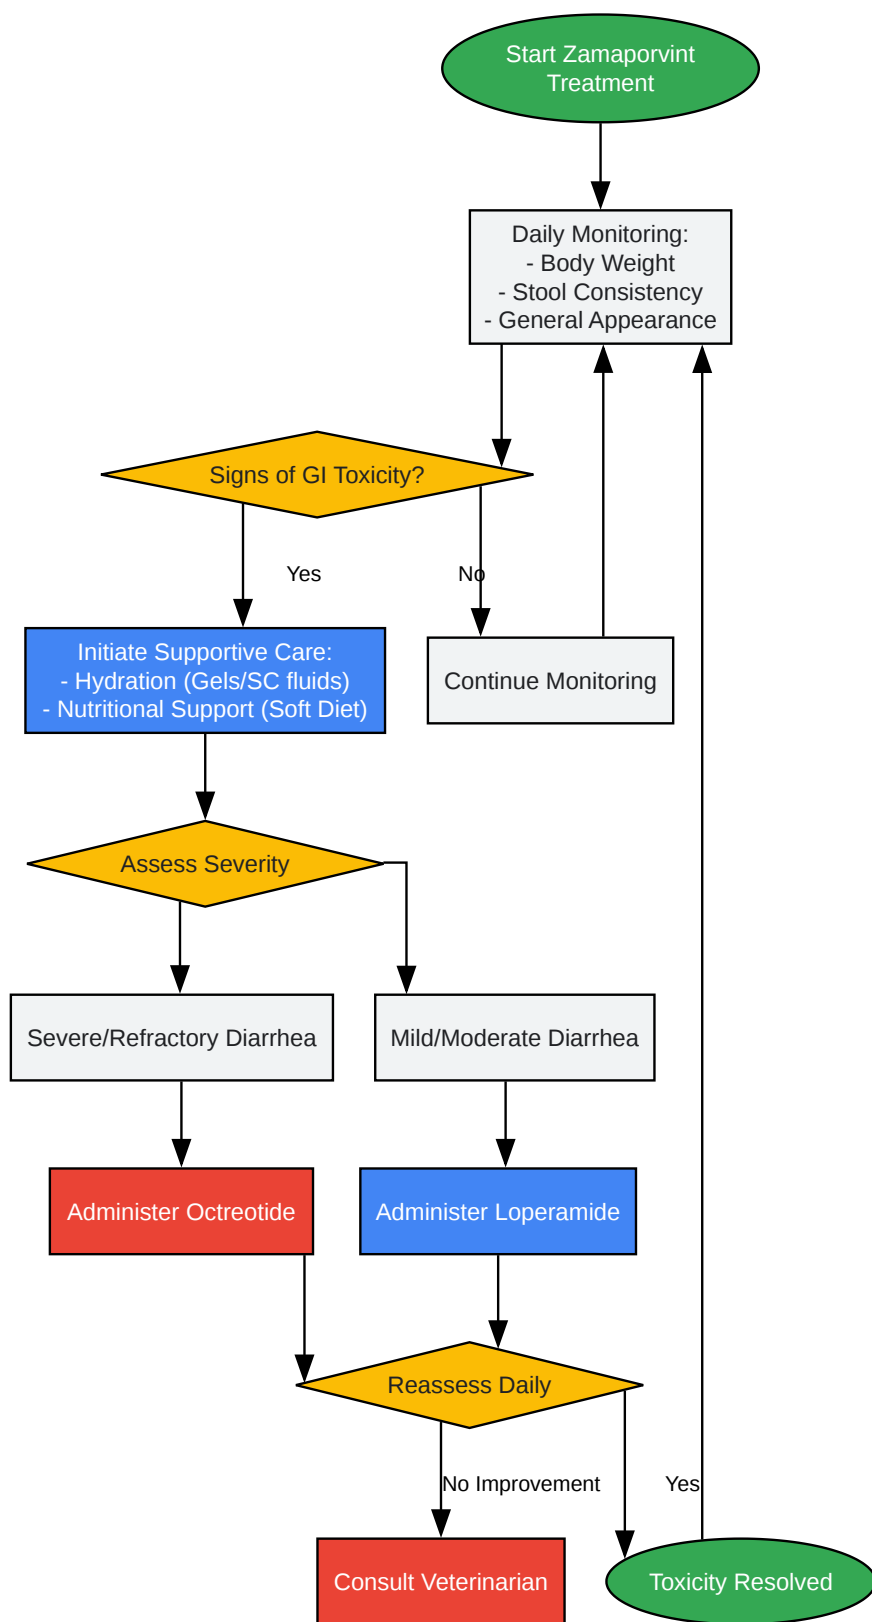 Start Zamaporvint
Treatment
Daily Monitoring:
- Body Weight
- Stool Consistency
- General Appearance
Signs of GI Toxicity?
Yes
No
Initiate Supportive Care:
- Hydration (Gels/SC fluids)
- Nutritional Support (Soft Diet)
Continue Monitoring
Assess Severity
Severe/Refractory Diarrhea
Mild/Moderate Diarrhea
Administer Octreotide
Administer Loperamide
Reassess Daily
No Improvement
Yes
Consult Veterinarian
Toxicity Resolved